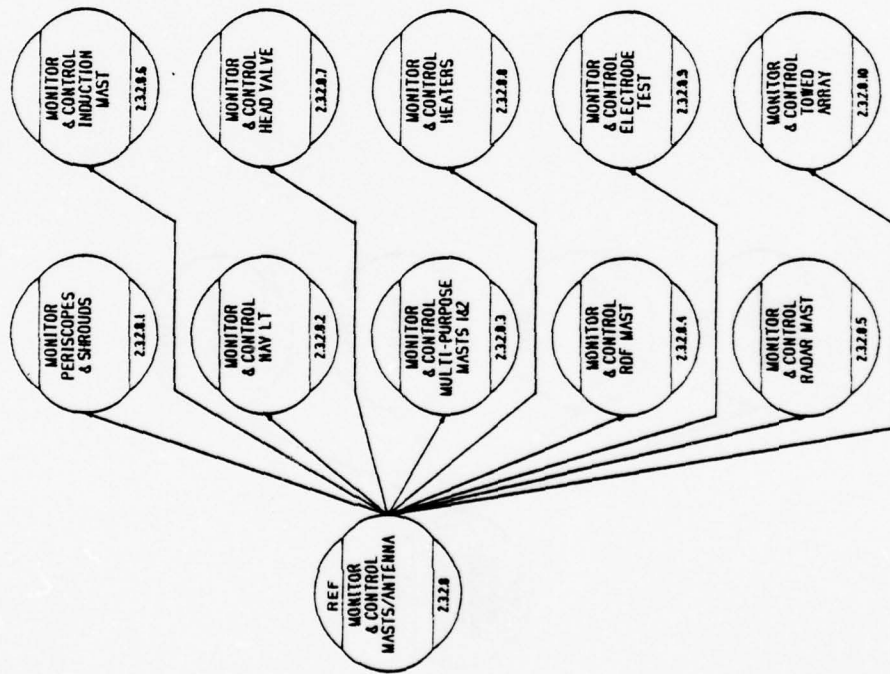 REF
MONITOR
& CONTROL
MASTS/ANTENNA
2.3.2.8
MONITOR
PERISCOPES
& SHROUDS
2.3.2.8.1
MONITOR
& CONTROL
NAV LT
2.3.2.8.2
MONITOR
& CONTROL
MULTI-PURPOSE
MASTS 1&2
2.3.2.8.3
MONITOR
& CONTROL
RDF MAST
2.3.2.8.4
MONITOR
& CONTROL
RADAR MAST
2.3.2.8.5
MONITOR
& CONTROL
INDUCTION
MAST
2.3.2.8.6
MONITOR
& CONTROL
HEAD VALVE
2.3.2.8.7
MONITOR
& CONTROL
HEATERS
2.3.2.8.8
MONITOR
& CONTROL
ELECTRODE
TEST
2.3.2.8.9
MONITOR
& CONTROL
TOWED
ARRAY
2.3.2.8.10